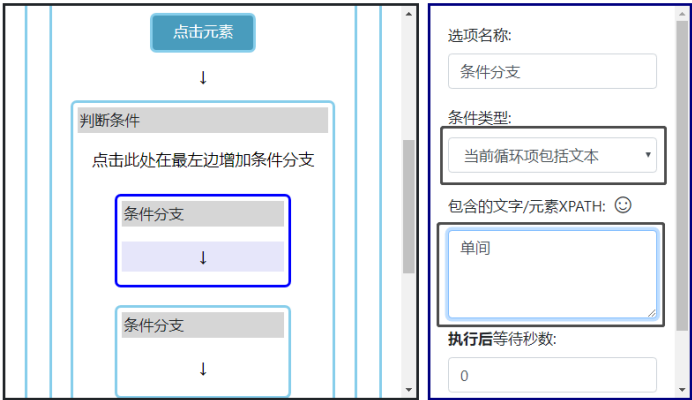 点击元素
↓
判断条件
点击此处在最左边增加条件分支
条件分支
↓
条件分支
↓
选项名称:
条件分支
条件类型:
当前循环项包括文本
包含的文字/元素XPATH:
单间
执行后等待秒数:
0